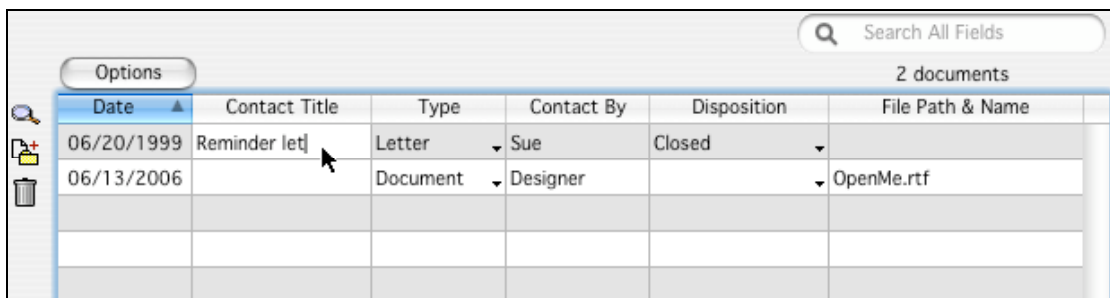 Search All Fields
Options 2 documents
Date Contact Title Type Contact By Disposition File Path & Name
06/20/1999 Reminder let Letter Sue Closed
06/13/2006 Document Designer OpenMe.rtf